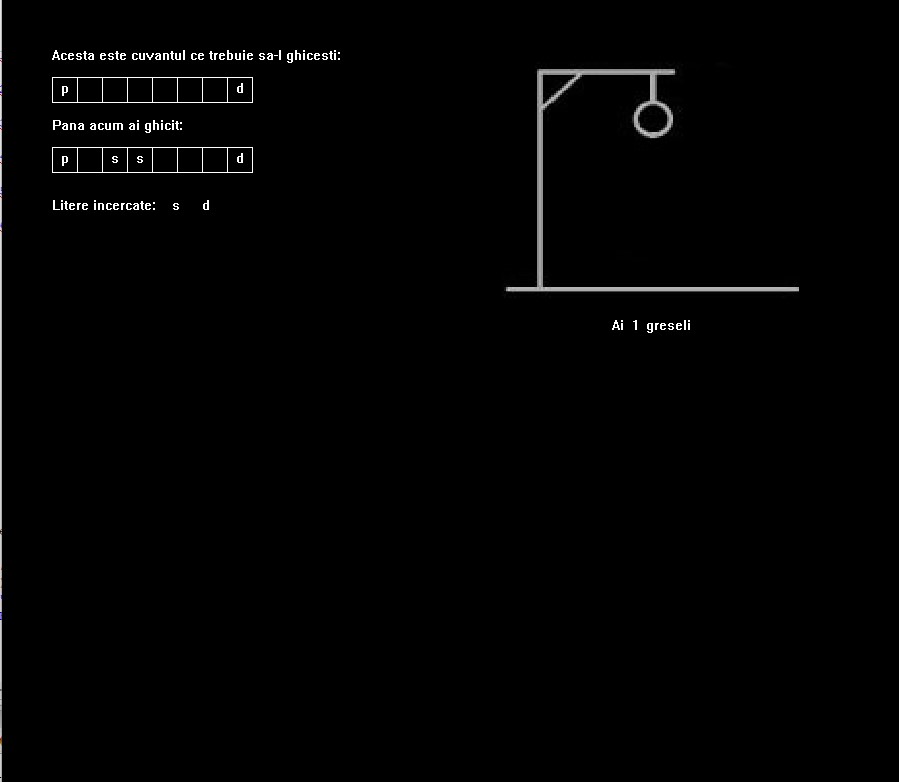 Acesta este cuvantul ce trebuie sa-l ghicesti:
p d
Pana acum ai ghicit:
p s s d
Litere incercate: s d
Ai 1 greseli